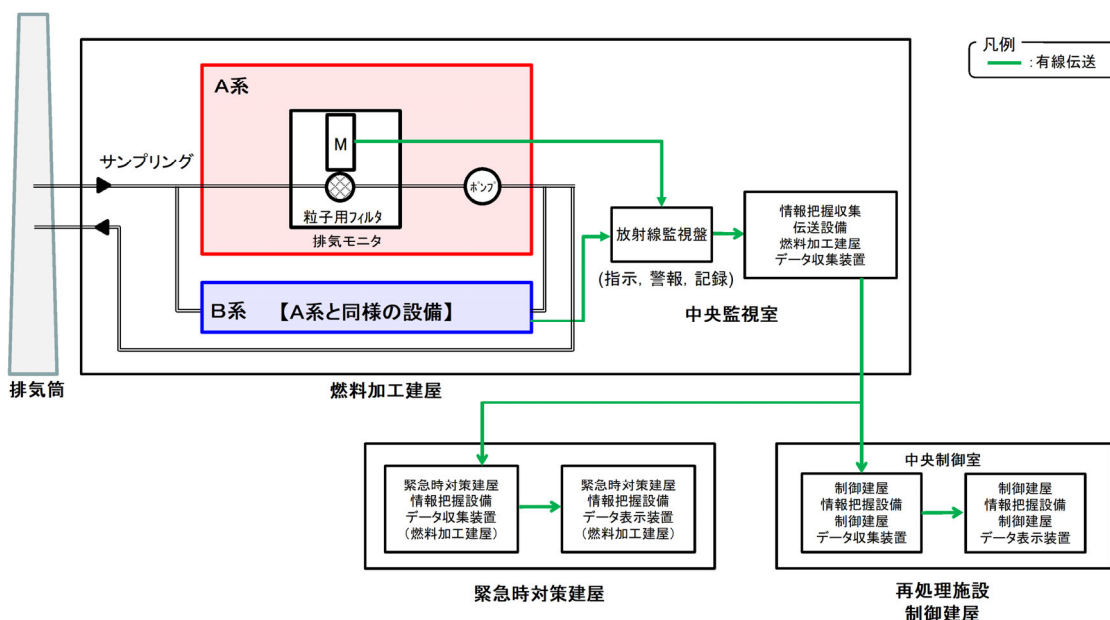 凡例
：有線伝送
A系
M
サンプリング
ポンプ
粒子用フィルタ
排気モニタ
放射線監視盤
(指示，警報，記録)
情報把握収集
伝送設備
燃料加工建屋
データ収集装置
中央監視室
B系 【A系と同様の設備】
排気筒
燃料加工建屋
緊急時対策建屋
情報把握設備
データ収集装置
(燃料加工建屋)
緊急時対策建屋
情報把握設備
データ表示装置
(燃料加工建屋)
緊急時対策建屋
中央制御室
制御建屋
情報把握設備
制御建屋
データ収集装置
制御建屋
情報把握設備
制御建屋
データ表示装置
再処理施設
制御建屋